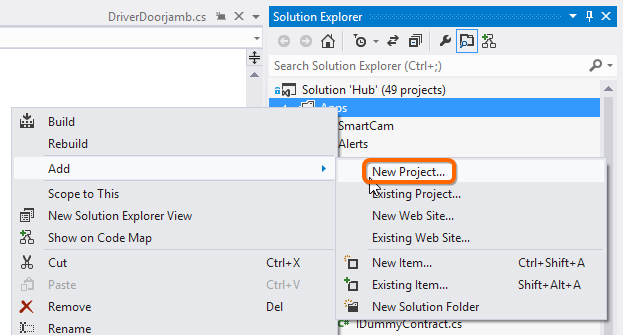 DriverDoorjamb.cs
Solution Explorer
Search Solution Explorer (Ctrl+;)
Solution 'Hub' (49 projects)
Apps
SmartCam
Alerts
Build
Rebuild
Add
Scope to This
New Solution Explorer View
Show on Code Map
Cut Ctrl+X
Paste Ctrl+V
Remove Del
Rename
New Project...
Existing Project...
New Web Site...
Existing Web Site...
New Item... Ctrl+Shift+A
Existing Item... Shift+Alt+A
New Solution Folder
IDummyContract.cs